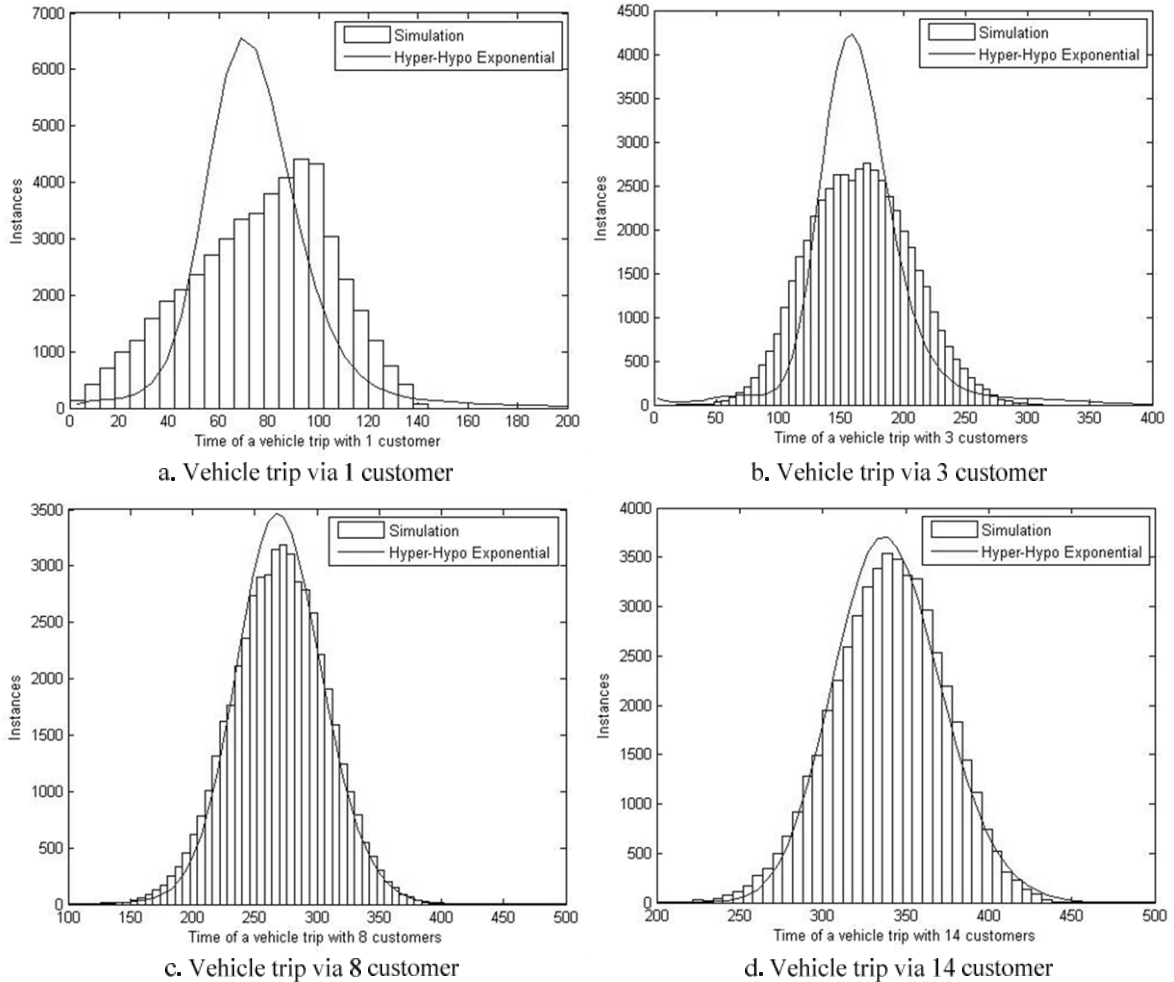 7000
6000
5000
4000
3000
2000
1000
0
Instances
Simulation
Hyper-Hypo Exponential
0 20 40 60 80 100 120 140 160 180 200
Time of a vehicle trip with 1 customer
a. Vehicle trip via 1 customer
4500
4000
3500
3000
2500
2000
1500
1000
500
0
Instances
Simulation
Hyper-Hypo Exponential
0 50 100 150 200 250 300 350 400
Time of a vehicle trip with 3 customers
b. Vehicle trip via 3 customer
3500
3000
2500
2000
1500
1000
500
0
Instances
Simulation
Hyper-Hypo Exponential
100 150 200 250 300 350 400 450 500
Time of a vehicle trip with 8 customers
c. Vehicle trip via 8 customer
4000
3500
3000
2500
2000
1500
1000
500
0
Instances
Simulation
Hyper-Hypo Exponential
200 250 300 350 400 450 500
Time of a vehicle trip with 14 customers
d. Vehicle trip via 14 customer